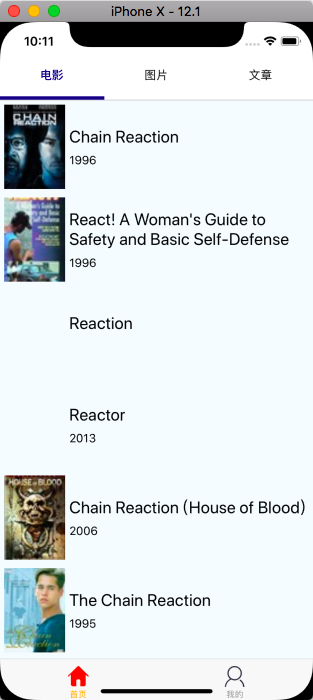 iPhone X - 12.1
10:11
电影 图片 文章
CHAIN
REACTION
Chain Reaction
1996
React! A Woman's Guide to
Safety and Basic Self-Defense
1996
Reaction
Reactor
2013
HOUSE OF BLOOD
Chain Reaction (House of Blood)
2006
The Chain Reaction
1995
首页 我的